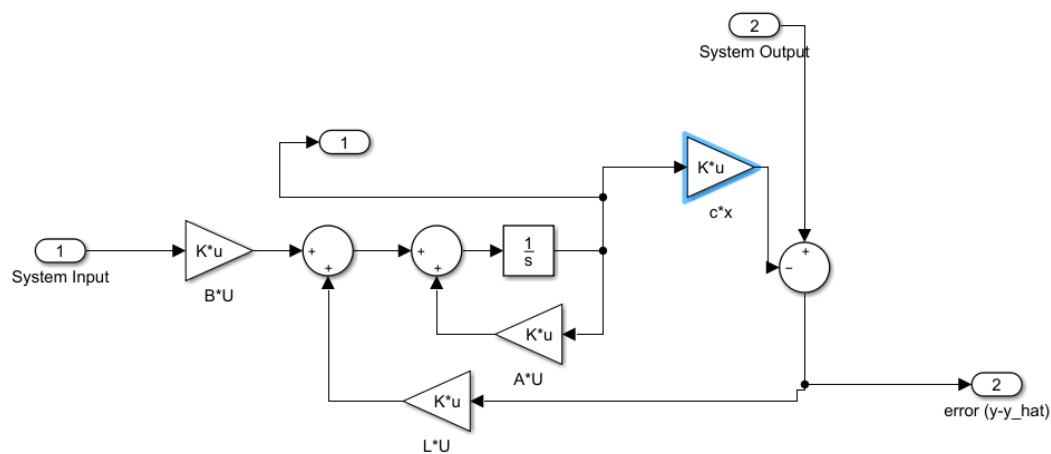 2
System Output
1
K*u
c*x
1
System Input
K*u
B*U
+
+
+
+
1
s
+
−
K*u
A*U
K*u
L*U
2
error (y-y_hat)